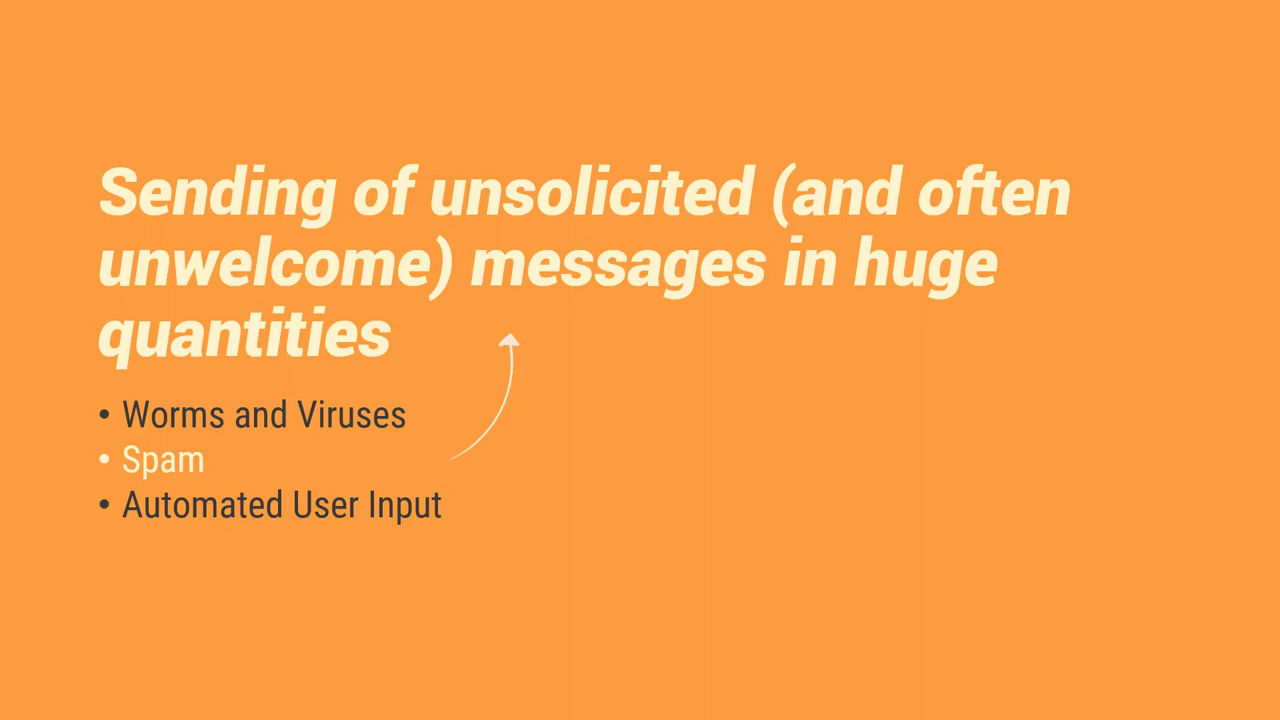 Sending of unsolicited (and often
unwelcome) messages in huge
quantities
• Worms and Viruses
• Spam
• Automated User Input